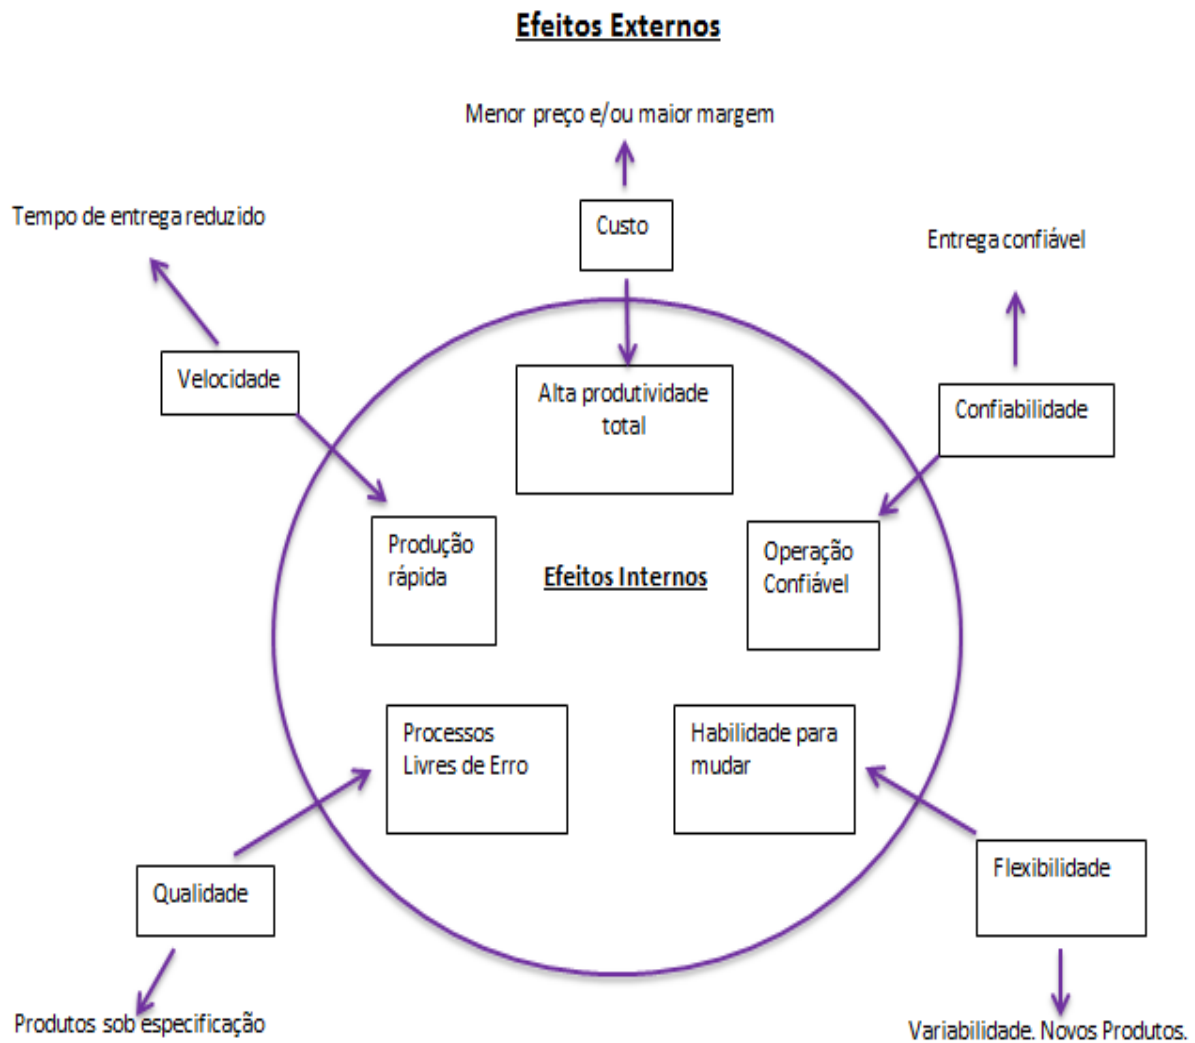 Efeitos Externos
Menor preço e/ou maior margem
Tempo de entrega reduzido
Custo
Entrega confiável
Velocidade
Alta produtividade
total
Confiabilidade
Produção
rápida
Efeitos Internos
Operação
Confiável
Processos
Livres de Erro
Habilidade para
mudar
Qualidade
Flexibilidade
Produtos sob especificação
Variabilidade. Novos Produtos.